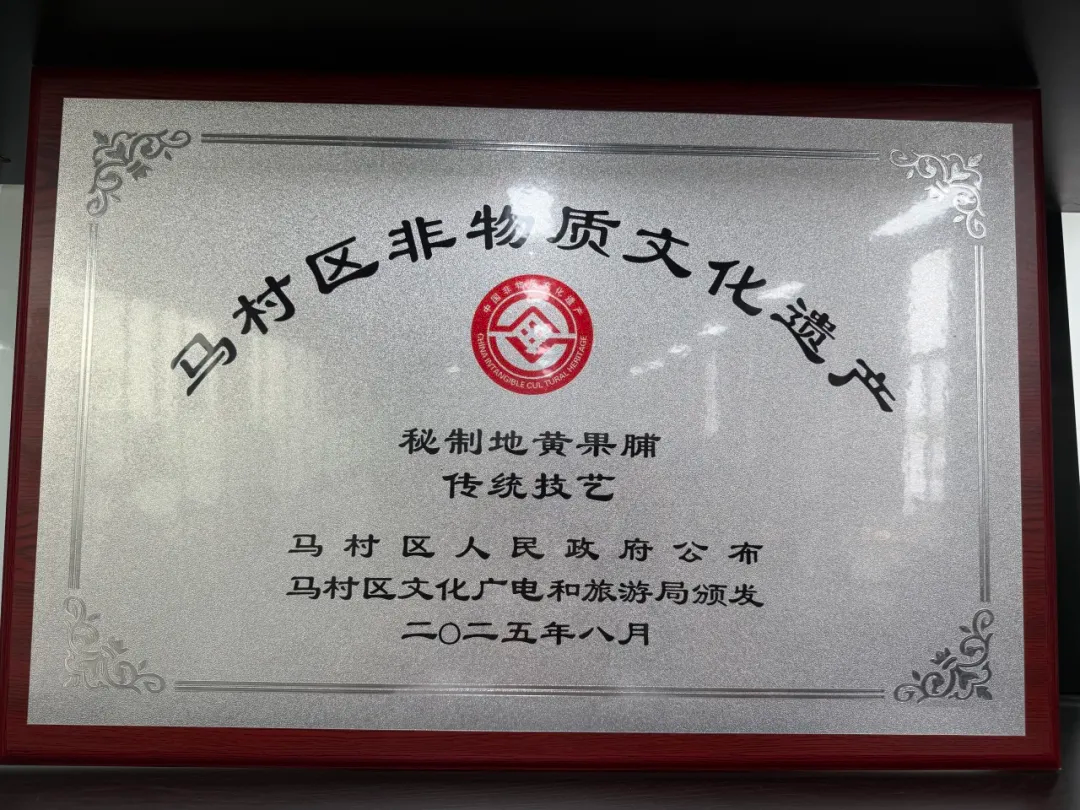 马村区非物质文化遗产
中国非物质文化遗产
CHINA INTANGIBLE CULTURAL HERITAGE
秘制地黄果脯
传统技艺
马村区人民政府公布
马村区文化广电和旅游局颁发
二〇二五年八月